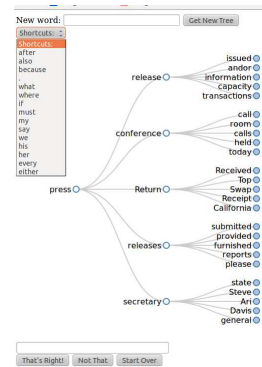 New word: Get New Tree
Shortcuts:
Shortcuts:
after
also
because
.
what
where
if
must
my
say
we
his
her
every
either
press
release
issued
andor
information
capacity
transactions
conference
call
room
calls
held
today
Return
Received
Top
Swap
Receipt
California
releases
submitted
provided
furnished
reports
please
secretary
state
Steve
Ari
Davis
general
That's Right! Not That Start Over